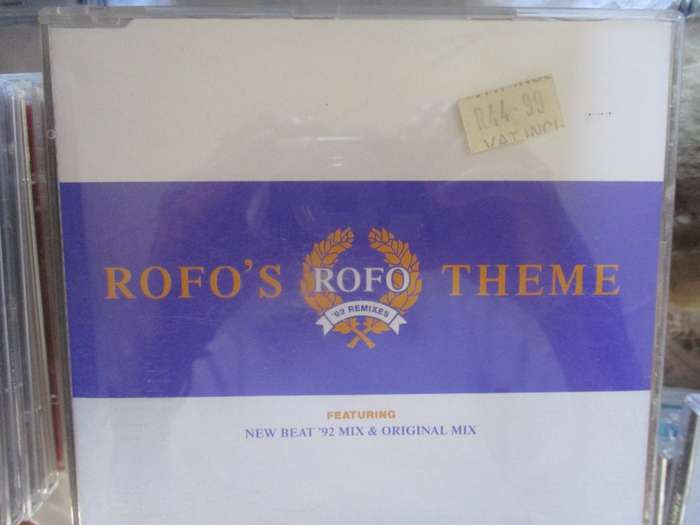 R44-99
VAT.INCL
ROFO'S ROFO THEME
'92 REMIXES
FEATURING
NEW BEAT '92 MIX & ORIGINAL MIX